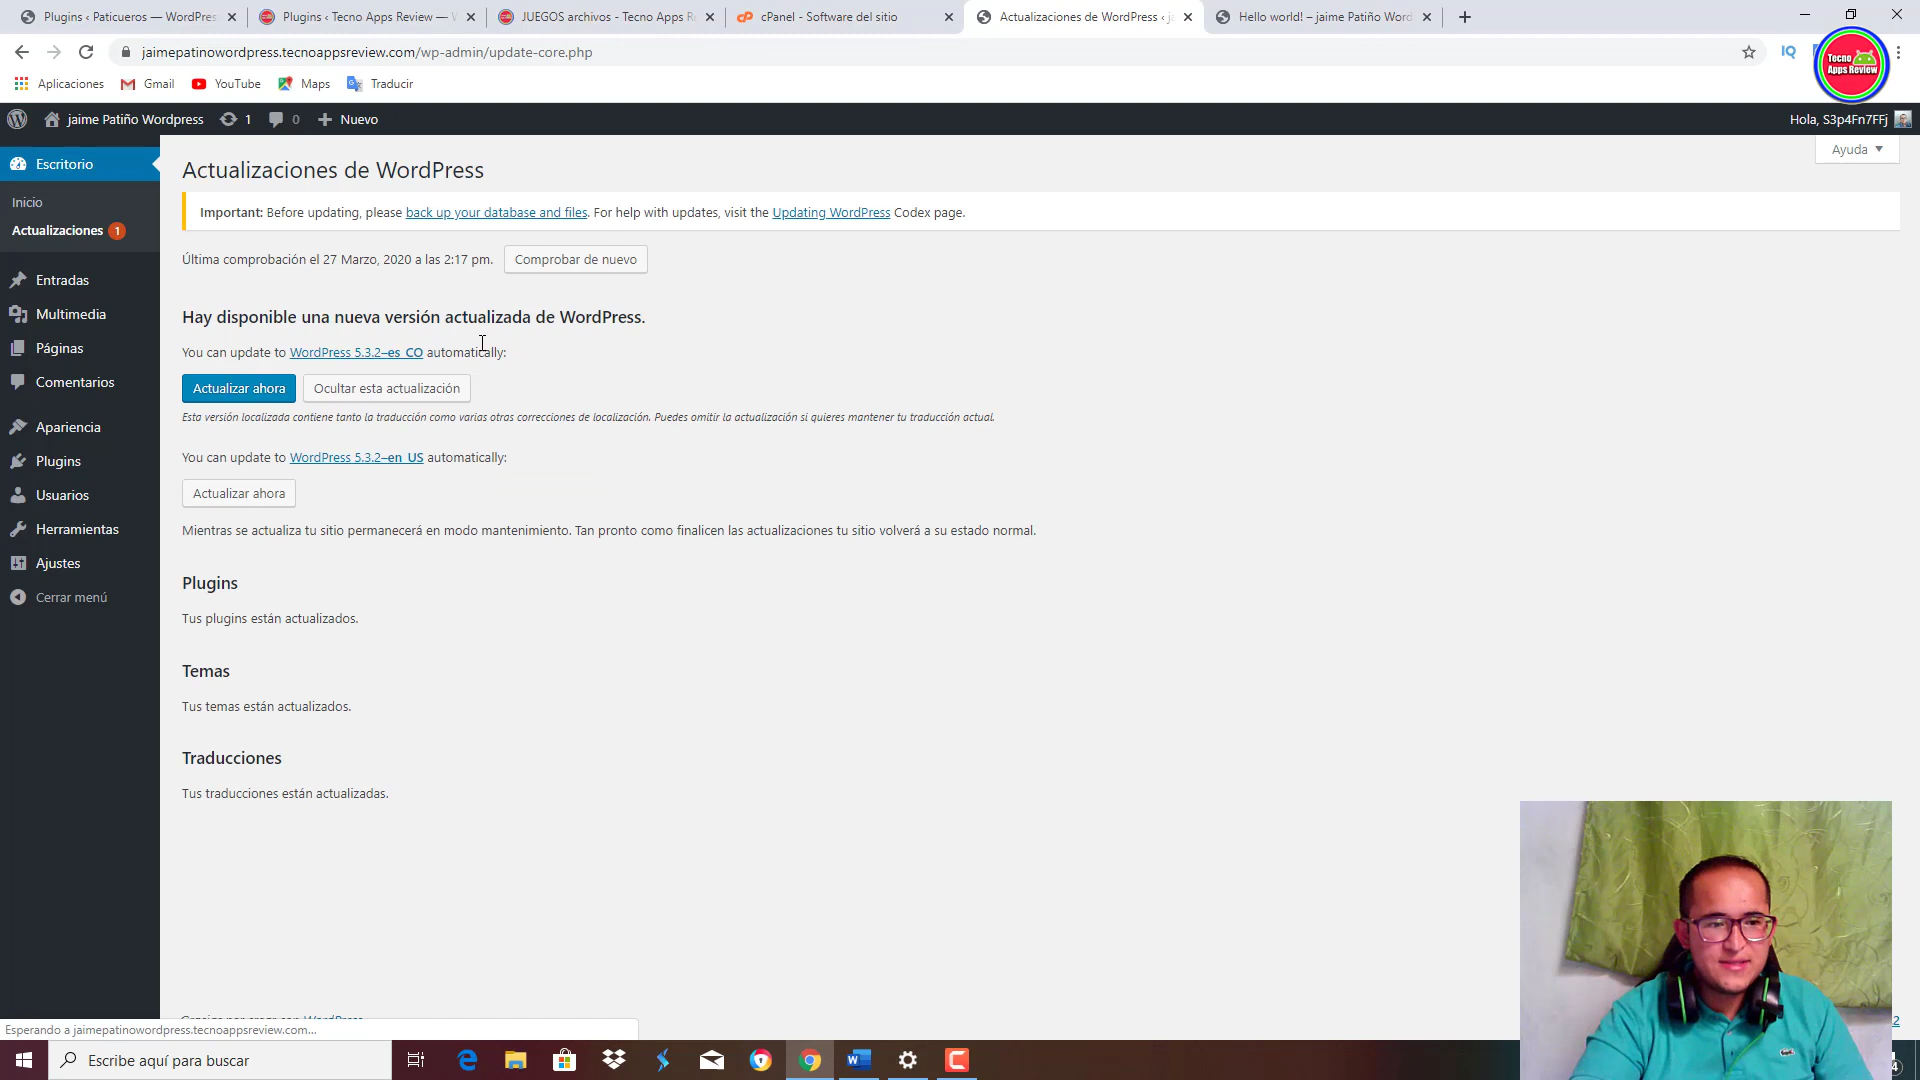 Plugins ‹ Paticueros — WordPres
Plugins ‹ Tecno Apps Review — W
JUEGOS archivos - Tecno Apps Re
cPanel - Software del sitio
Actualizaciones de WordPress ‹ ja
Hello world! – jaime Patiño Word
jaimepatinowordpress.tecnoappsreview.com/wp-admin/update-core.php
IQ
Tecno
Apps Review
Aplicaciones
Gmail
YouTube
Maps
Traducir
jaime Patiño Wordpress
1
0
Nuevo
Hola, S3p4Fn7FFj
Escritorio
Inicio
Actualizaciones 1
Entradas
Multimedia
Páginas
Comentarios
Apariencia
Plugins
Usuarios
Herramientas
Ajustes
Cerrar menú
Ayuda
Actualizaciones de WordPress
Important: Before updating, please back up your database and files. For help with updates, visit the Updating WordPress Codex page.
Última comprobación el 27 Marzo, 2020 a las 2:17 pm. Comprobar de nuevo
Hay disponible una nueva versión actualizada de WordPress.
You can update to WordPress 5.3.2–es_CO automatically:
Actualizar ahora Ocultar esta actualización
Esta versión localizada contiene tanto la traducción como varias otras correcciones de localización. Puedes omitir la actualización si quieres mantener tu traducción actual.
You can update to WordPress 5.3.2–en_US automatically:
Actualizar ahora
Mientras se actualiza tu sitio permanecerá en modo mantenimiento. Tan pronto como finalicen las actualizaciones tu sitio volverá a su estado normal.
Plugins
Tus plugins están actualizados.
Temas
Tus temas están actualizados.
Traducciones
Tus traducciones están actualizadas.
Esperando a jaimepatinowordpress.tecnoappsreview.com...
2
Escribe aquí para buscar